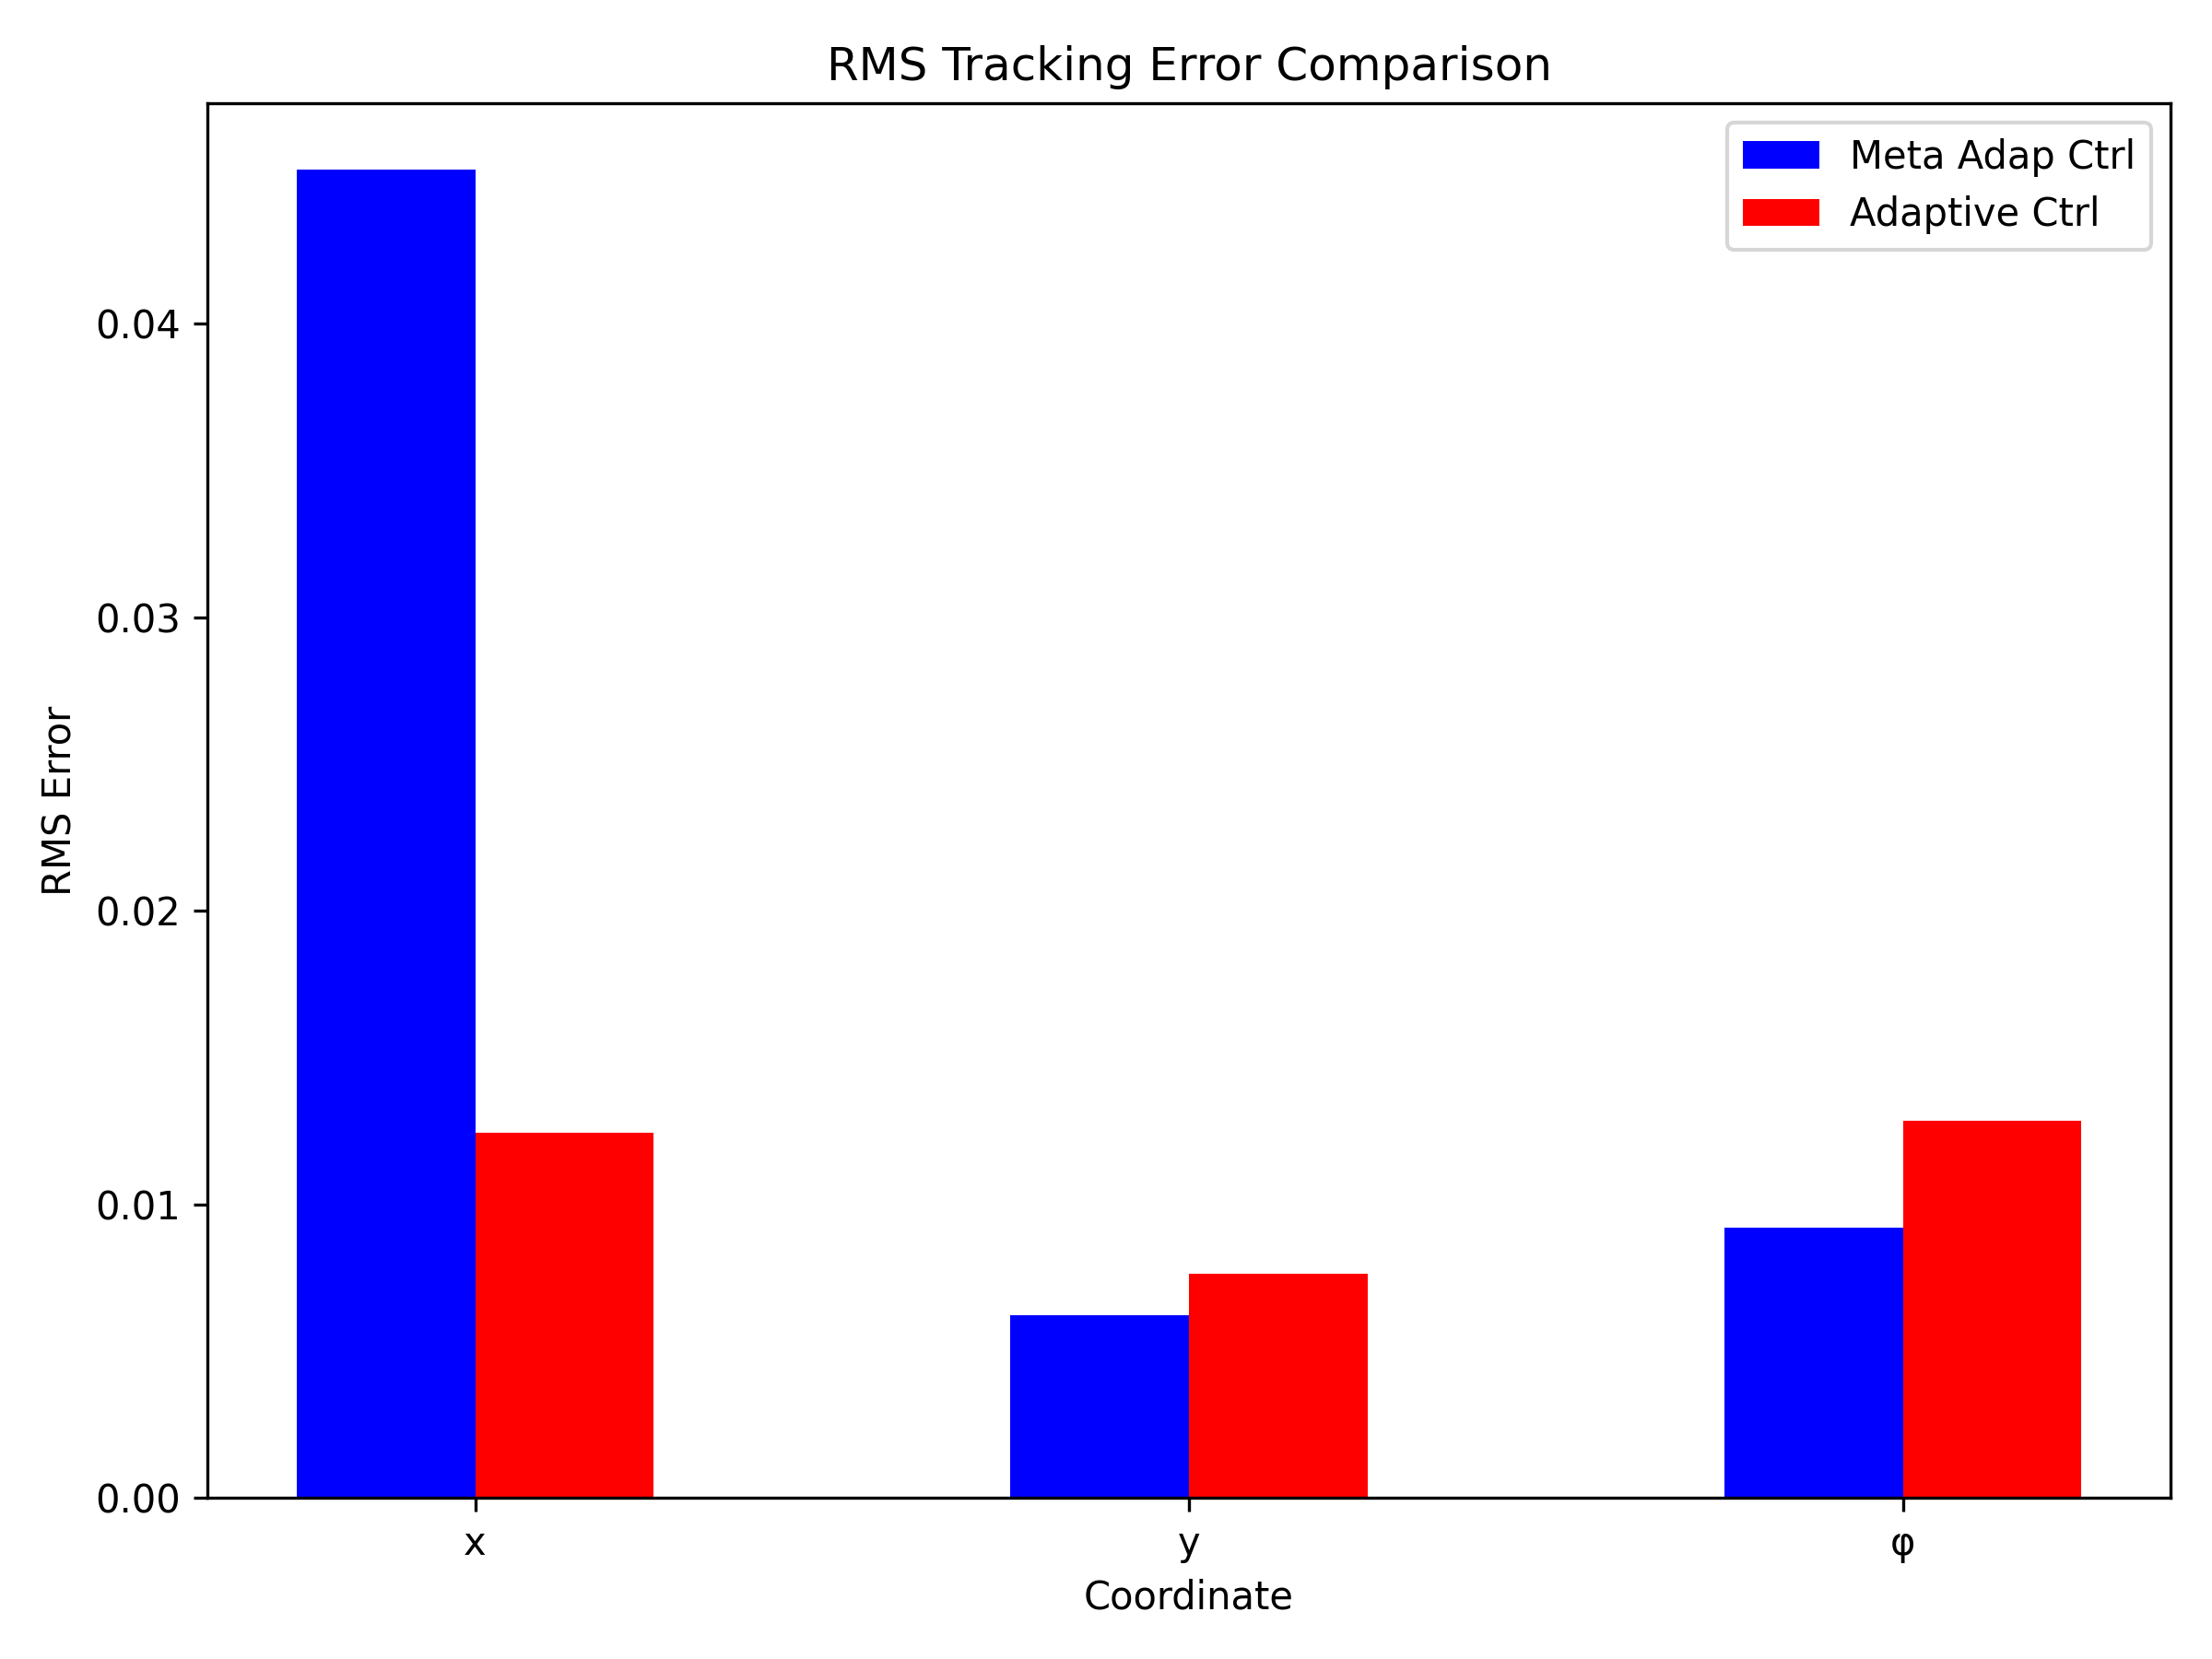 RMS Tracking Error Comparison
Meta Adap Ctrl
Adaptive Ctrl
RMS Error
0.04
0.03
0.02
0.01
0.00
x
y
φ
Coordinate